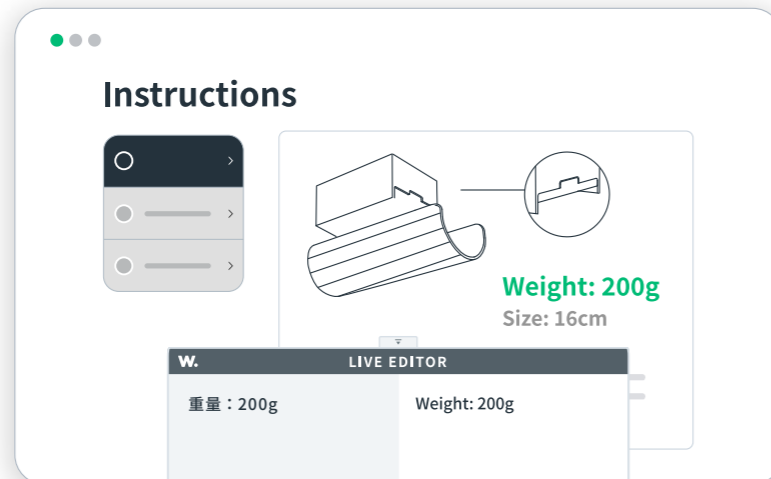 Instructions
Weight: 200g
Size: 16cm
W.
LIVE EDITOR
重量：200g
Weight: 200g